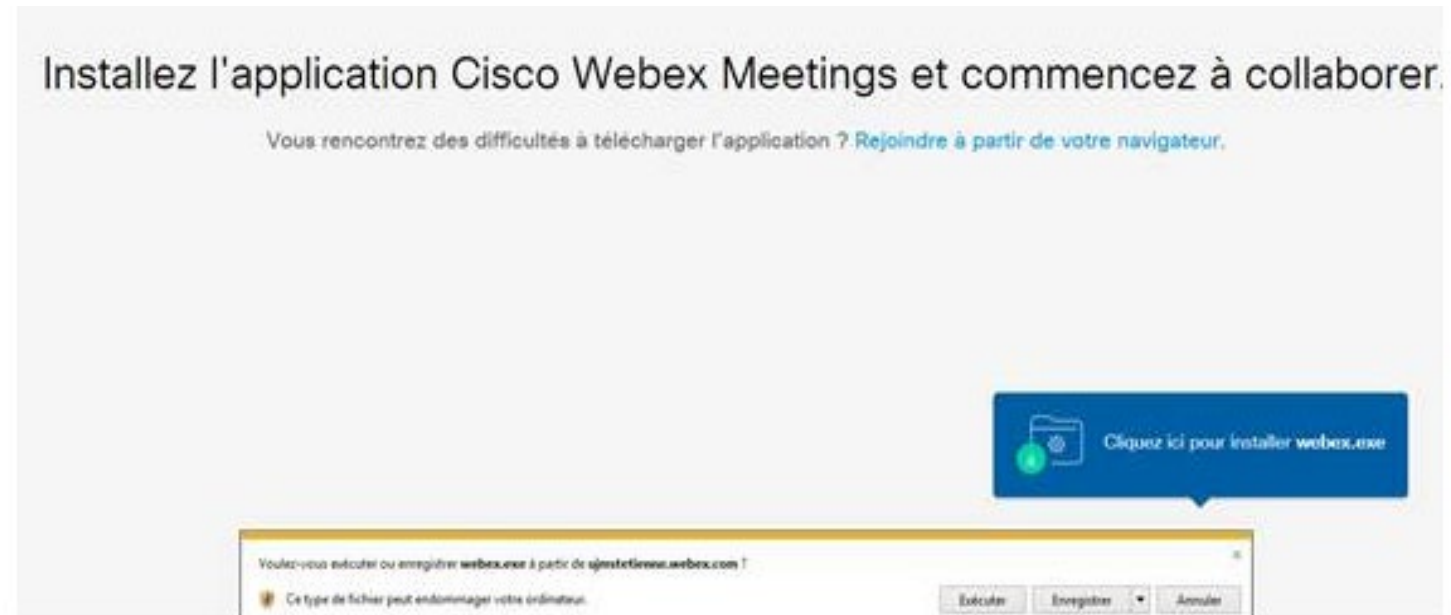 Installez l'application Cisco Webex Meetings et commencez à collaborer.
Vous rencontrez des difficultés à télécharger l'application ? Rejoindre à partir de votre navigateur.
Cliquez ici pour installer webex.exe
Voulez-vous exécuter ou enregistrer webex.exe à partir de ujmstetienne.webex.com ?
Ce type de fichier peut endommager votre ordinateur.
Exécuter Enregistrer Annuler